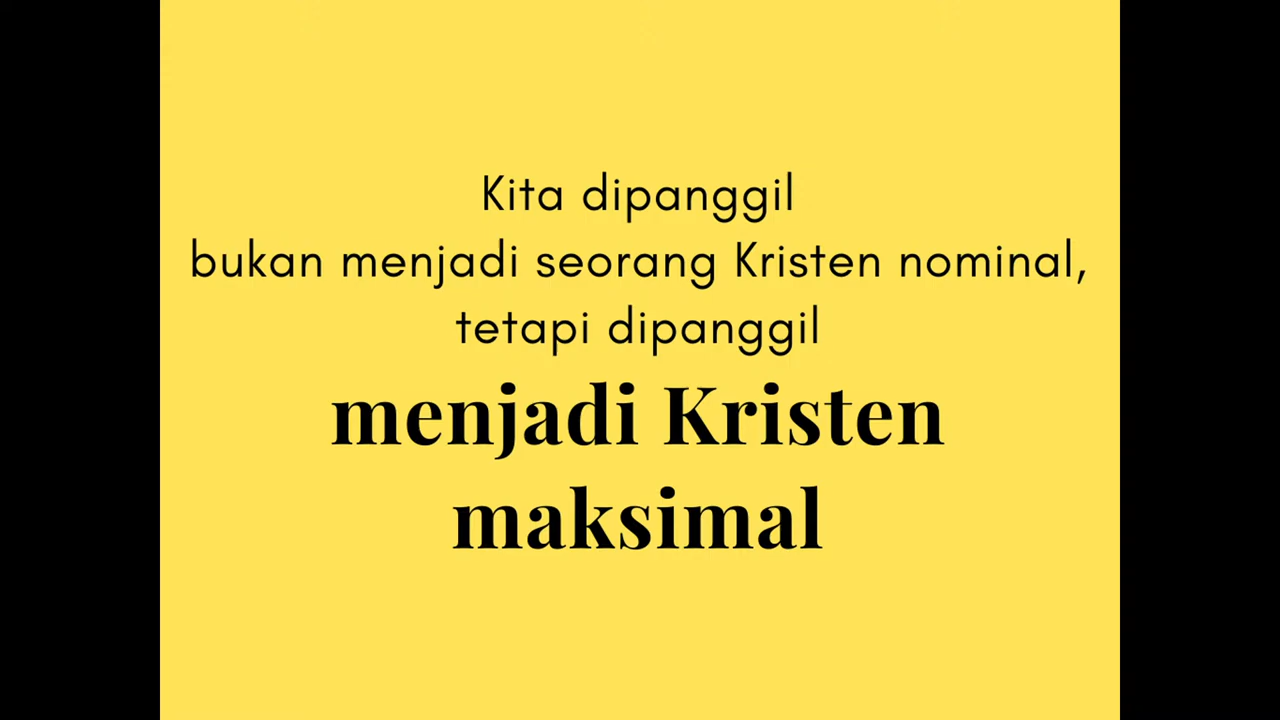 Kita dipanggil
bukan menjadi seorang Kristen nominal,
tetapi dipanggil
menjadi Kristen
maksimal